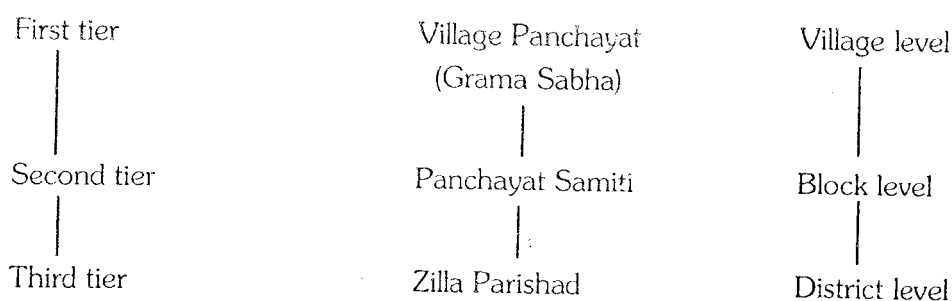 First tier Village Panchayat Village level
(Grama Sabha)
Second tier Panchayat Samiti Block level
Third tier Zilla Parishad District level